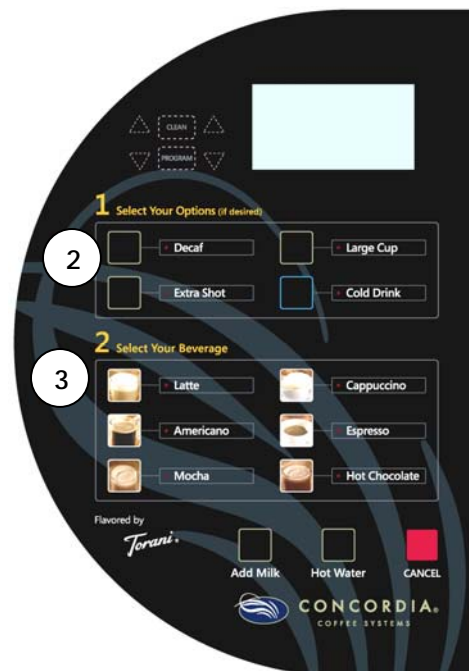 CLEAN
PROGRAM
1 Select Your Options (if desired)
2
Decaf
Large Cup
Extra Shot
Cold Drink
2 Select Your Beverage
3
Latte
Cappuccino
Americano
Espresso
Mocha
Hot Chocolate
Flavored by
Torani.
Add Milk
Hot Water
CANCEL
CONCORDIA®
COFFEE SYSTEMS